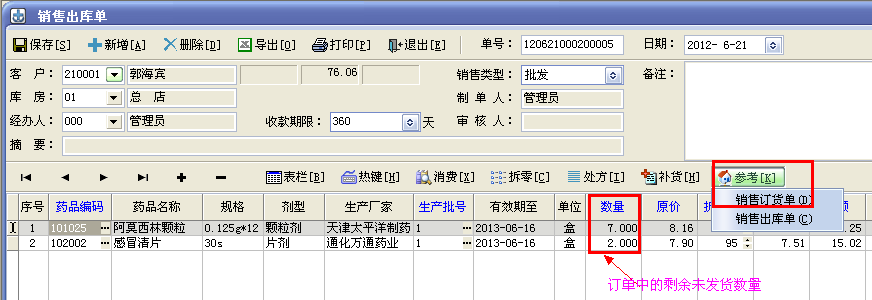 销售出库单
保存[S] 新增[A] 删除[D] 导出[O] 打印[P] 退出[E] 单号: 120621000200005 日期: 2012- 6-21
客 户: 210001 郭海宾 76.06 销售类型: 批发 备注:
库 房: 01 总 店 制 单 人: 管理员
经办人: 000 管理员 收款期限: 360 天 审 核 人:
摘 要:
表栏[B] 热键[H] 消费[X] 拆零[C] 处方[I] 补货[H] 参考[K]
销售订货单(D)
销售出库单(C)
序号 药品编码 药品名称 规格 剂型 生产厂家 生产批号 有效期至 单位 数量 原价 折
1 101025 ··· 阿莫西林颗粒 0.125g*12 颗粒剂 天津太平洋制药 1 ··· 2013-06-16 盒 7.000 8.16 .25
2 102002 ··· 感冒清片 30s 片剂 通化万通药业 1 ··· 2013-06-16 盒 2.000 7.90 95 7.51 15.02
订单中的剩余未发货数量